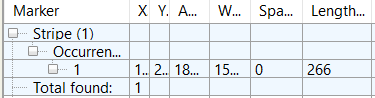 Marker X Y. A... W... Spa... Length...
Stripe (1)
Occurren...
1 1.. 2.. 18... 15... 0 266
Total found: 1